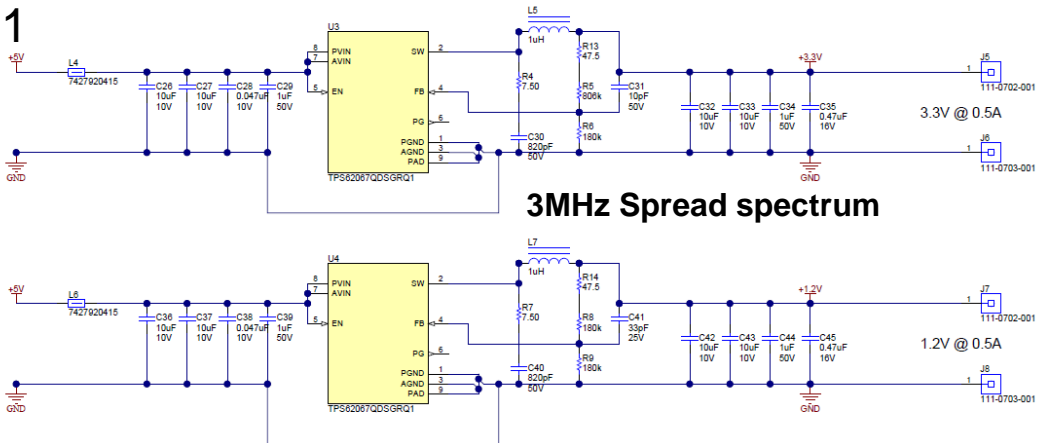 1
+5V
L4
7427920415
C26
10uF
10V
C27
10uF
10V
C28
0.047uF
10V
C29
1uF
50V
GND
U3
8
PVIN
7
AVIN
5
EN
SW
2
FB
4
PG
6
PGND
1
AGND
3
PAD
9
TPS62067QDSGRQ1
L5
1uH
R4
7.50
C30
820pF
50V
R13
47.5
R5
806k
R6
180k
C31
10pF
50V
C32
10uF
10V
C33
10uF
10V
C34
1uF
50V
+3.3V
C35
0.47uF
16V
GND
J5
1
111-0702-001
3.3V @ 0.5A
J6
1
111-0703-001
3MHz Spread spectrum
+5V
L6
7427920415
C36
10uF
10V
C37
10uF
10V
C38
0.047uF
10V
C39
1uF
50V
GND
U4
8
PVIN
7
AVIN
5
EN
SW
2
FB
4
PG
6
PGND
1
AGND
3
PAD
9
TPS62067QDSGRQ1
L7
1uH
R7
7.50
C40
820pF
50V
R14
47.5
R8
180k
R9
180k
C41
33pF
25V
C42
10uF
10V
C43
10uF
10V
C44
1uF
50V
+1.2V
C45
0.47uF
16V
GND
J7
1
111-0702-001
1.2V @ 0.5A
J8
1
111-0703-001